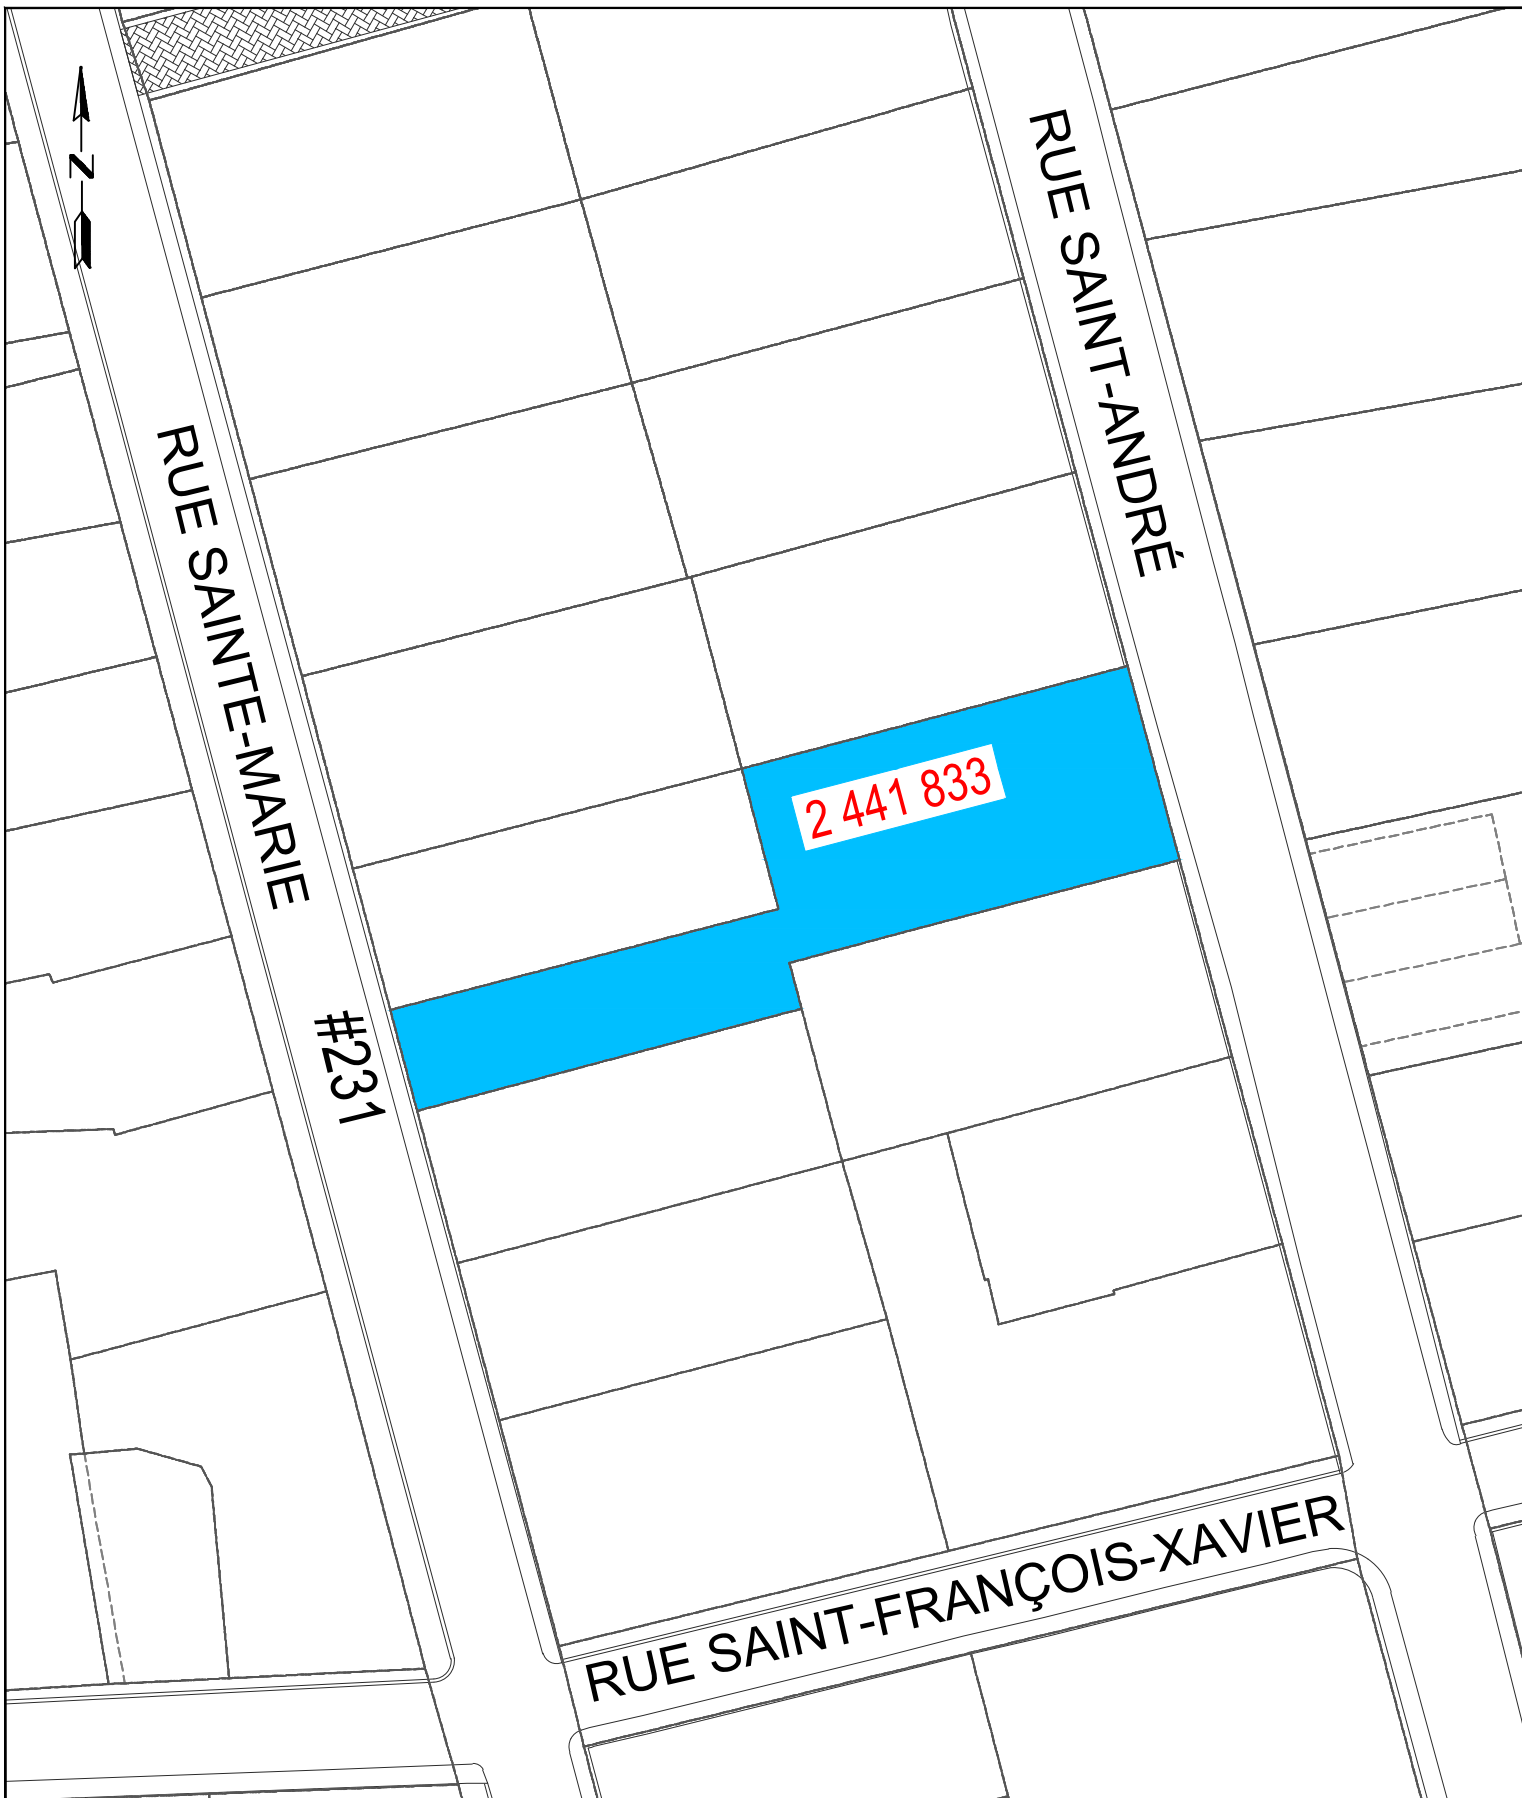 N
RUE SAINT-ANDRÉ
RUE SAINTE-MARIE
2 441 833
#231
RUE SAINT-FRANÇOIS-XAVIER